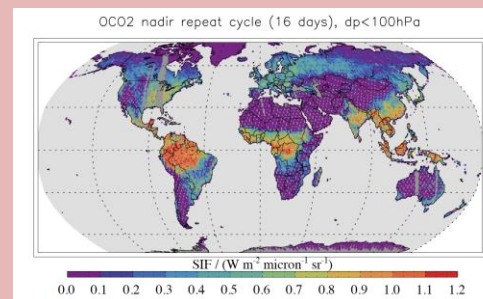 OCO2 nadir repeat cycle (16 days), dp<100hPa
SIF / (W m⁻² micron⁻¹ sr⁻¹)
0.0 0.1 0.2 0.3 0.4 0.5 0.6 0.7 0.8 0.9 1.0 1.1 1.2